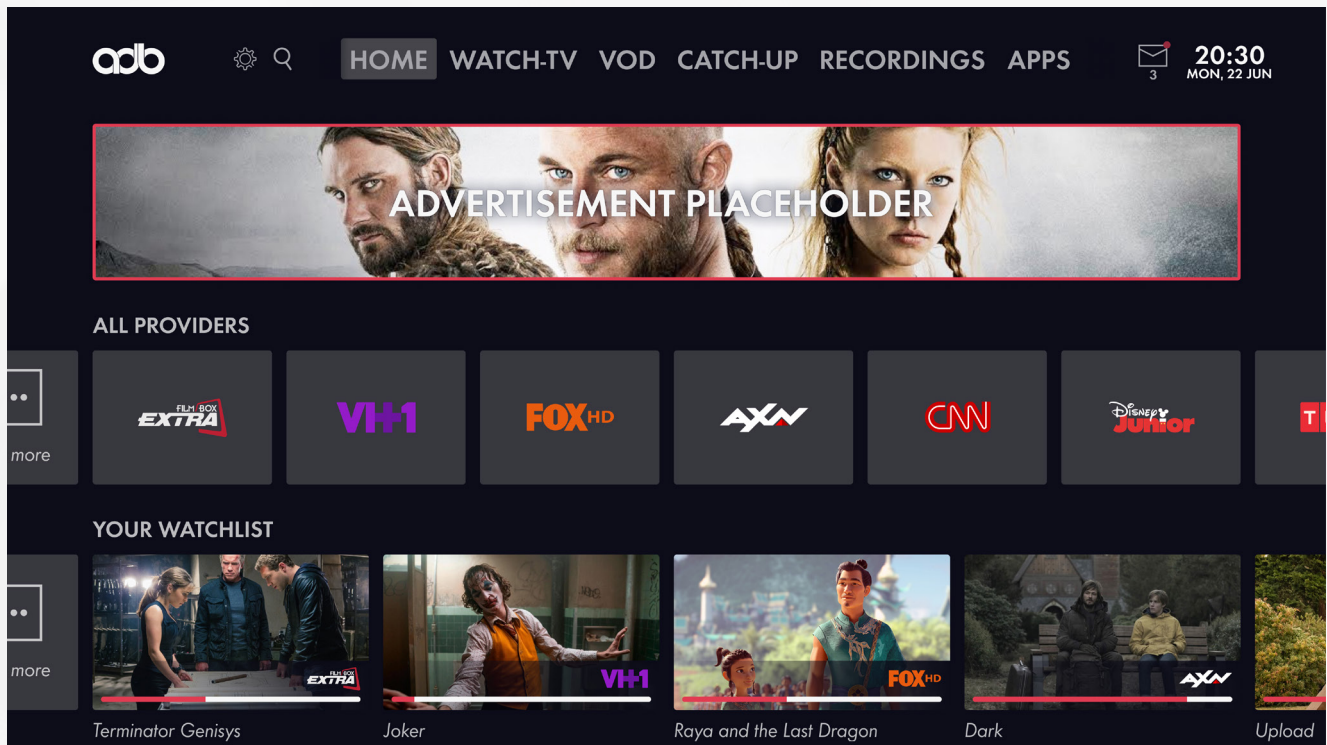 adb
HOME WATCH-TV VOD CATCH-UP RECORDINGS APPS
3
20:30
MON, 22 JUN
ADVERTISEMENT PLACEHOLDER
ALL PROVIDERS
more
FILM BOX
EXTRA
VH1
FOX HD
AXN
CNN
DISNEY
Junior
YOUR WATCHLIST
more
FILM BOX
EXTRA
VH1
FOX HD
AXN
Terminator Genisys
Joker
Raya and the Last Dragon
Dark
Upload